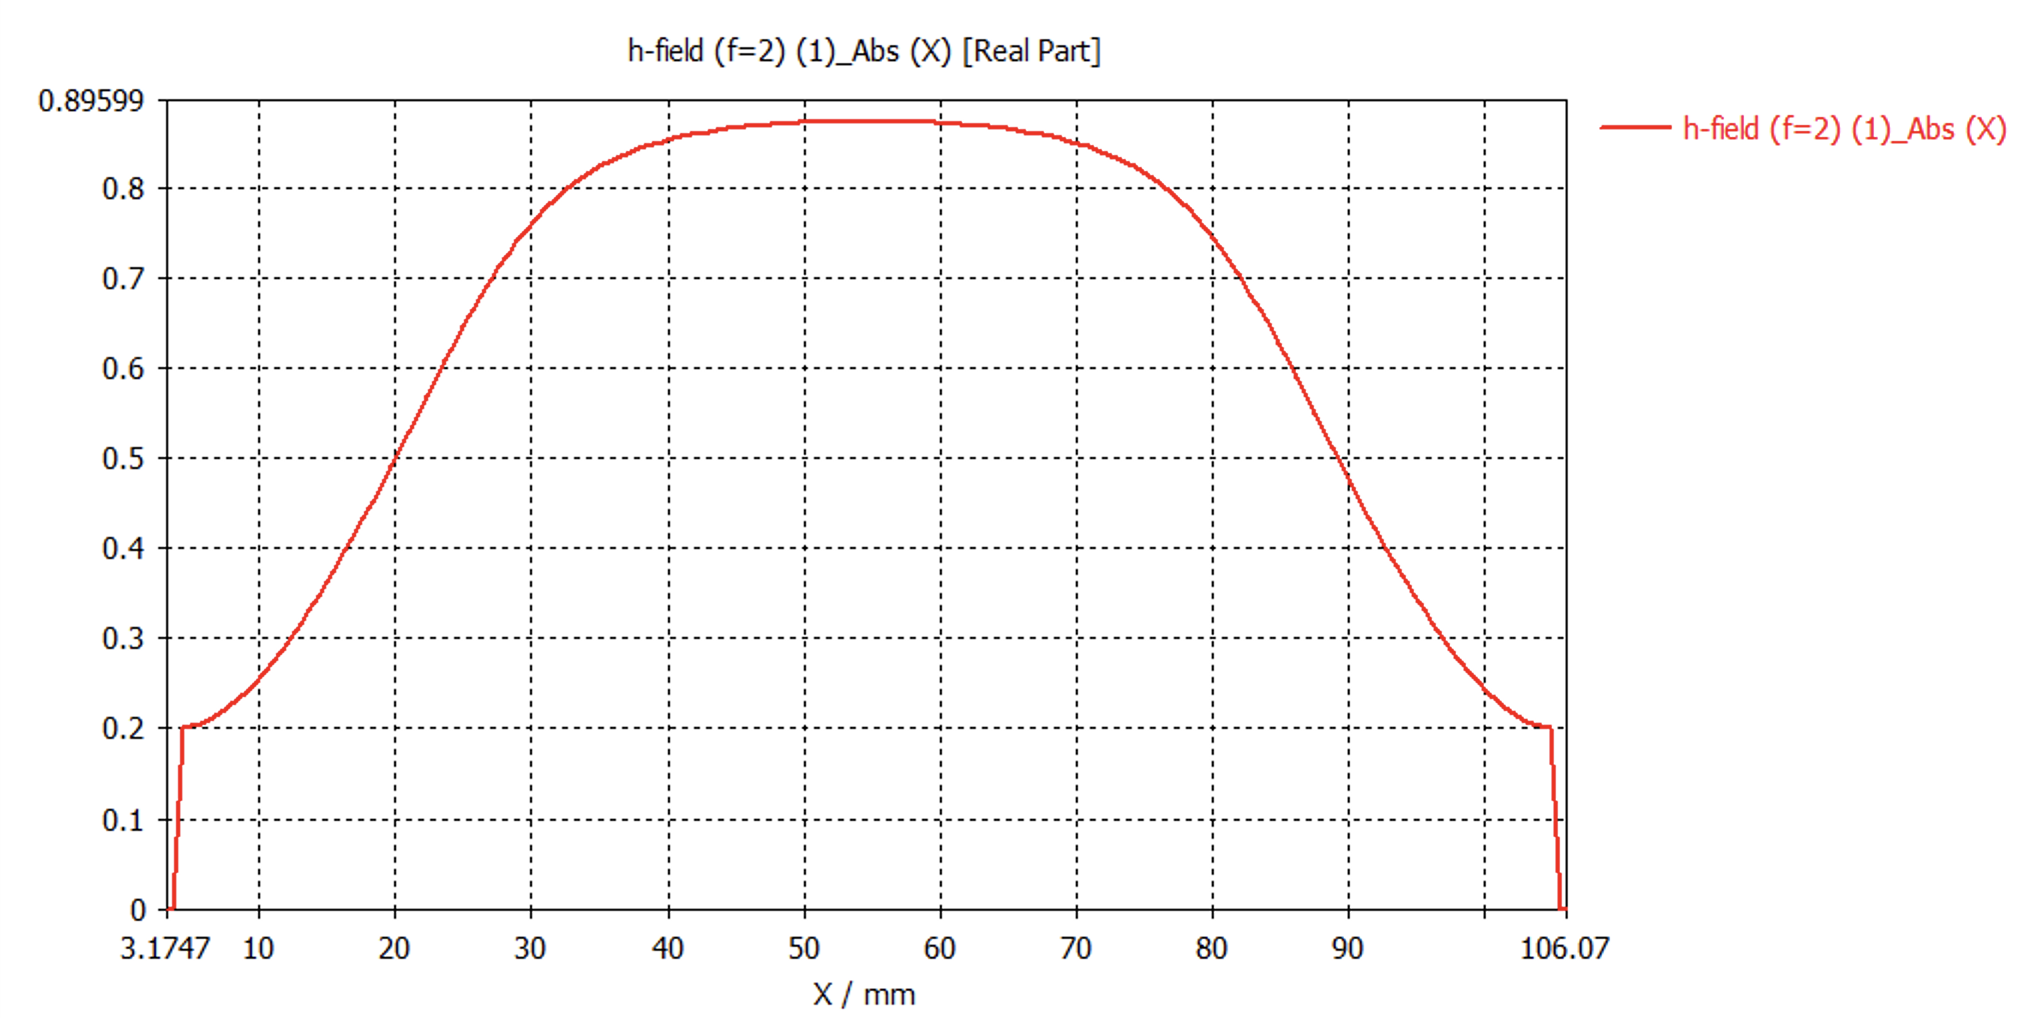 h-field (f=2) (1)_Abs (X) [Real Part]
0.89599
0.8
0.7
0.6
0.5
0.4
0.3
0.2
0.1
0
3.1747 10 20 30 40 50 60 70 80 90 106.07
X / mm
h-field (f=2) (1)_Abs (X)